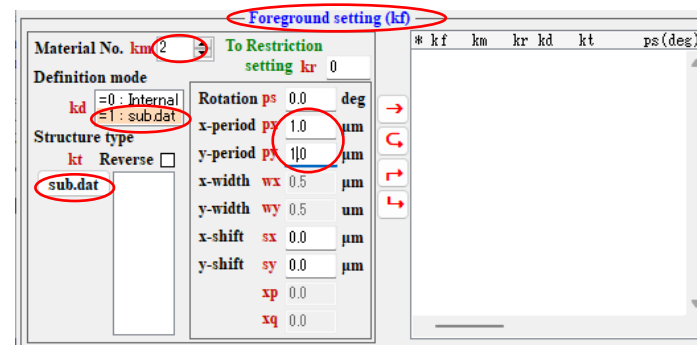 Foreground setting (kf)
Material No. km 2
To Restriction
setting kr 0
Definition mode
kd =0 : Internal
=1 : sub.dat
Structure type
kt Reverse
sub.dat
Rotation ps 0.0 deg
x-period px 1.0 μm
y-period py 1.0 μm
x-width wx 0.5 μm
y-width wy 0.5 um
x-shift sx 0.0 μm
y-shift sy 0.0 μm
xp 0.0
xq 0.0
* kf km kr kd kt ps(deg)